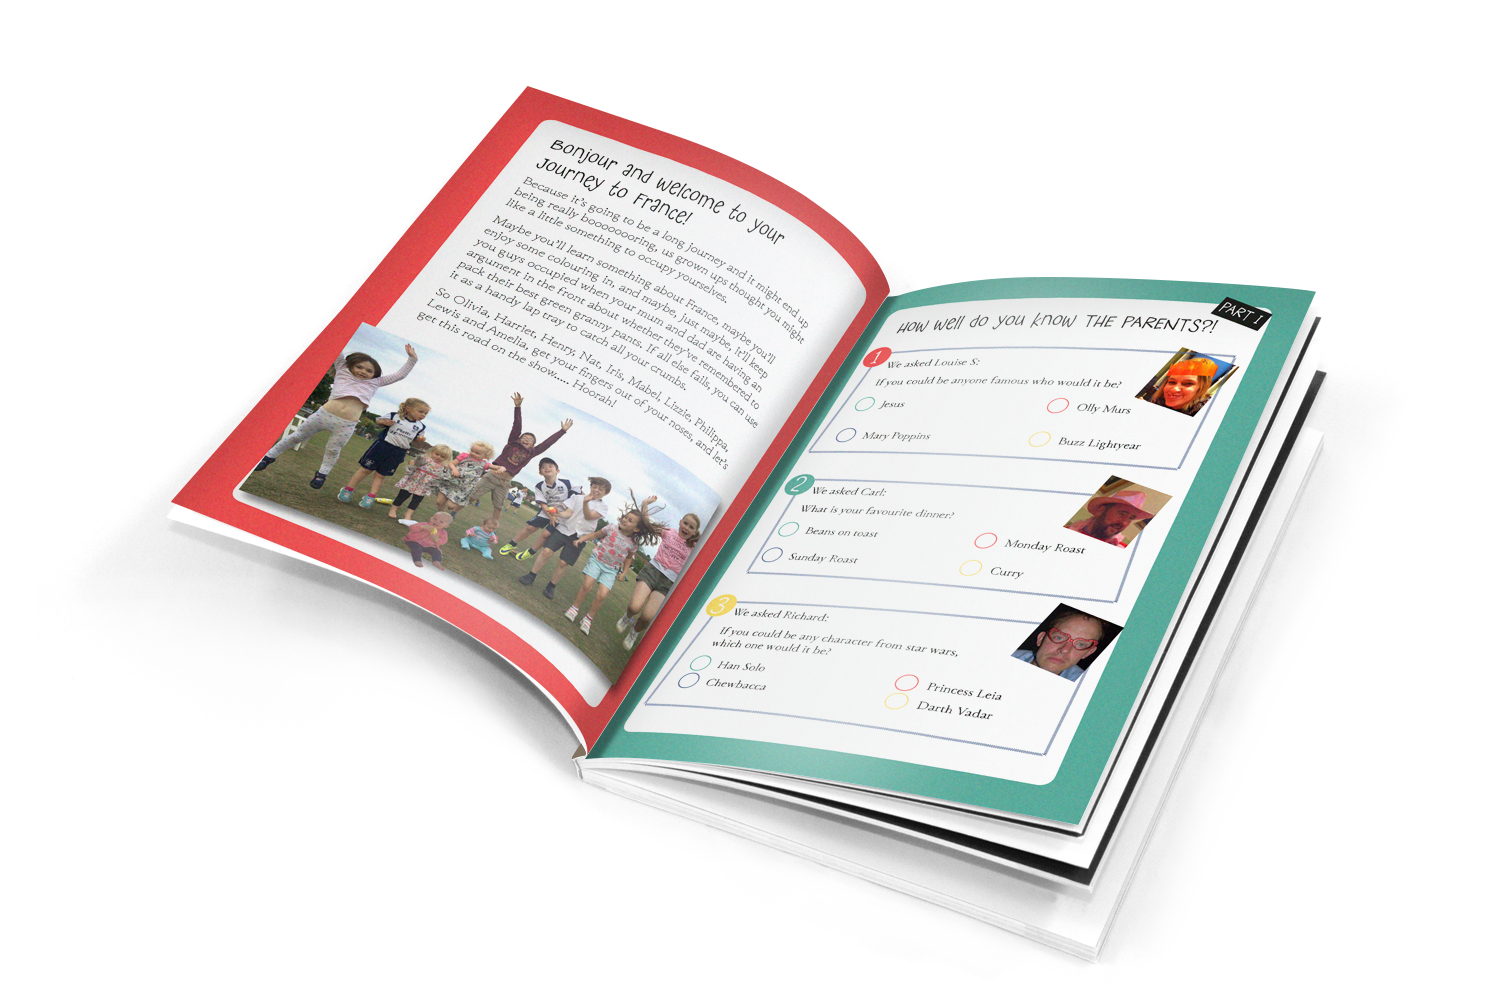 Bonjour and welcome to your
journey to France!
Because it's going to be a long journey and it might end up
being really boooooooring, us grown ups thought you might
like a little something to occupy yourselves.
Maybe you'll learn something about France, maybe you'll
enjoy some colouring in, and maybe, just maybe, it'll keep
you guys occupied when your mum and dad are having an
argument in the front about whether they've remembered to
pack their best green granny pants. If all else fails, you can use
it as a handy lap tray to catch all your crumbs.
So Olivia, Harriet, Henry, Nat, Iris, Mabel, Lizzie, Philippa,
Lewis and Amelia, get your fingers out of your noses, and let's
get this road on the show..... Hoorah!
PART 1
How well do you know THE PARENTS?!
1
We asked Louise S:
If you could be anyone famous who would it be?
Jesus
Olly Murs
Mary Poppins
Buzz Lightyear
2
We asked Carl:
What is your favourite dinner?
Beans on toast
Monday Roast
Sunday Roast
Curry
3
We asked Richard:
If you could be any character from star wars,
which one would it be?
Han Solo
Princess Leia
Chewbacca
Darth Vadar